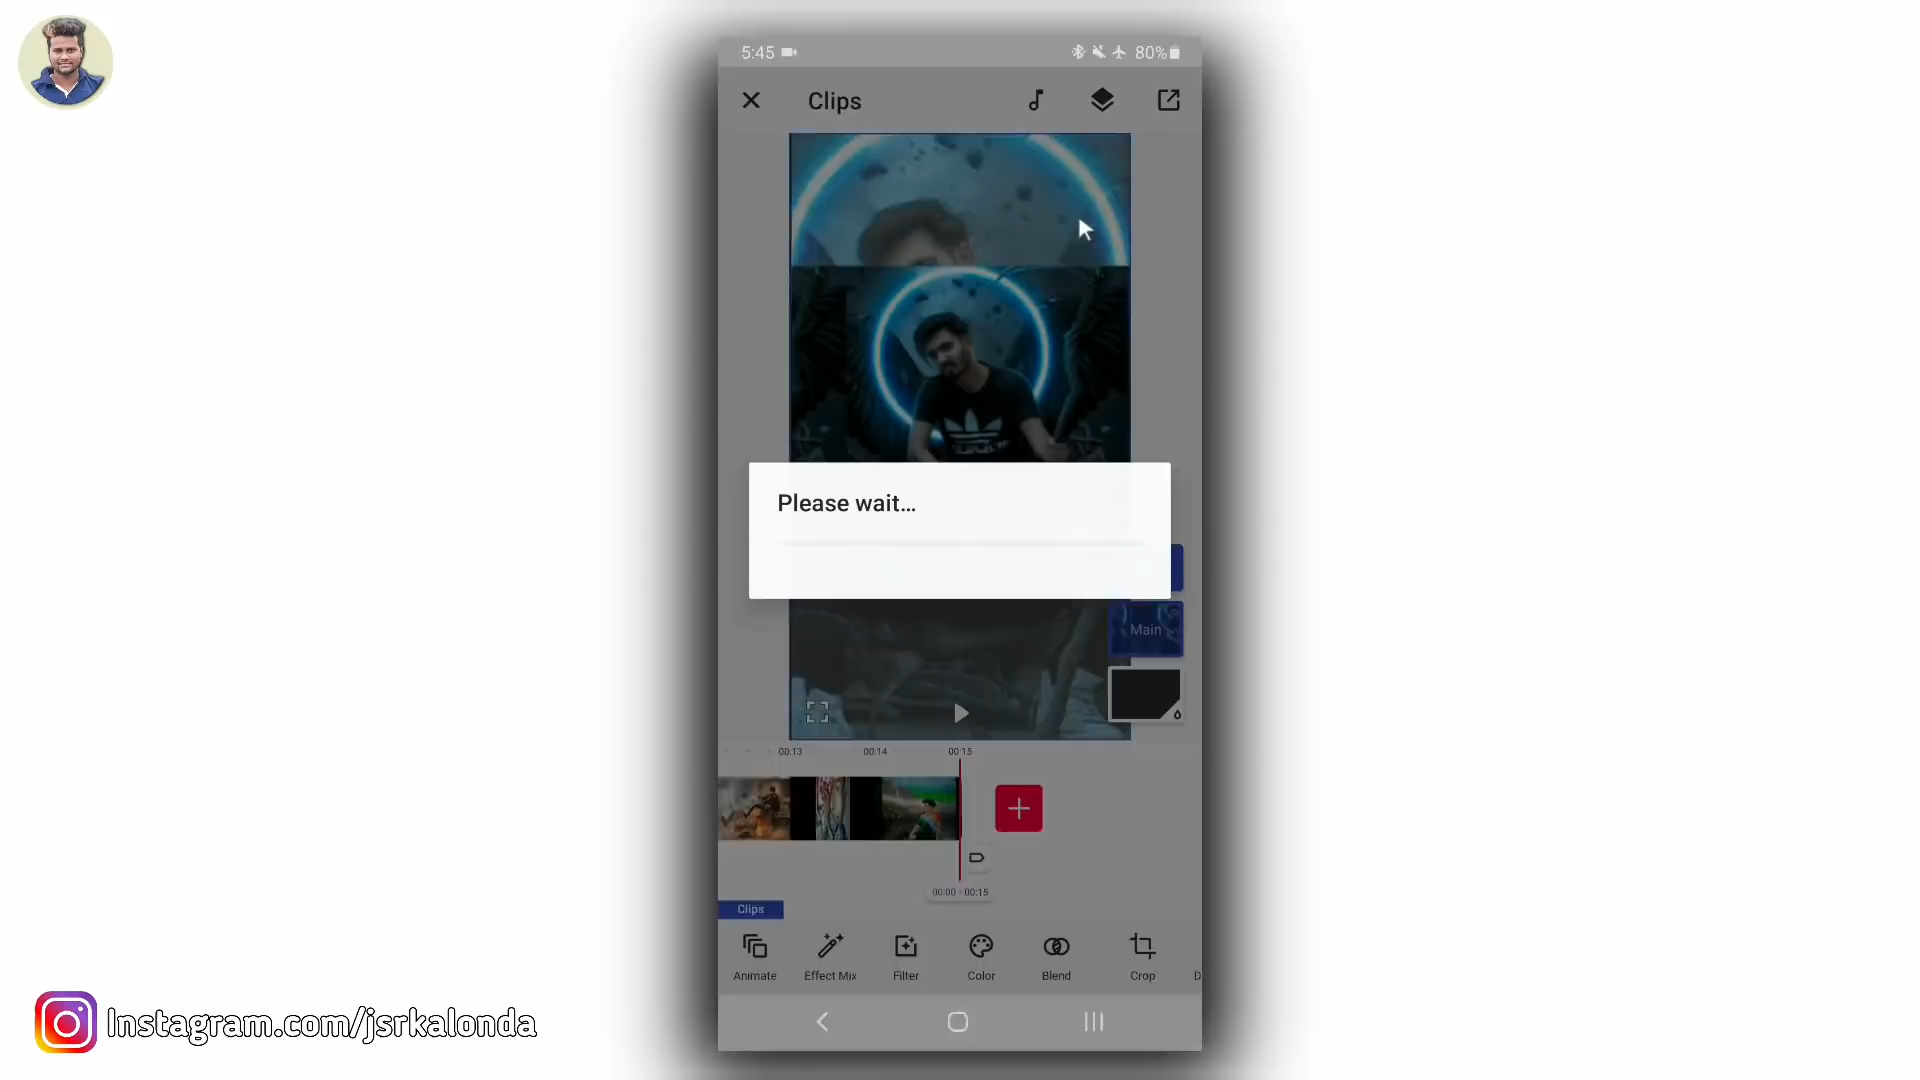 5:45
80%
Clips
Please wait...
Main
00:13
00:14
00:15
00:00 - 00:15
Clips
Animate
Effect Mix
Filter
Color
Blend
Crop
D
Instagram.com/jsrkalonda